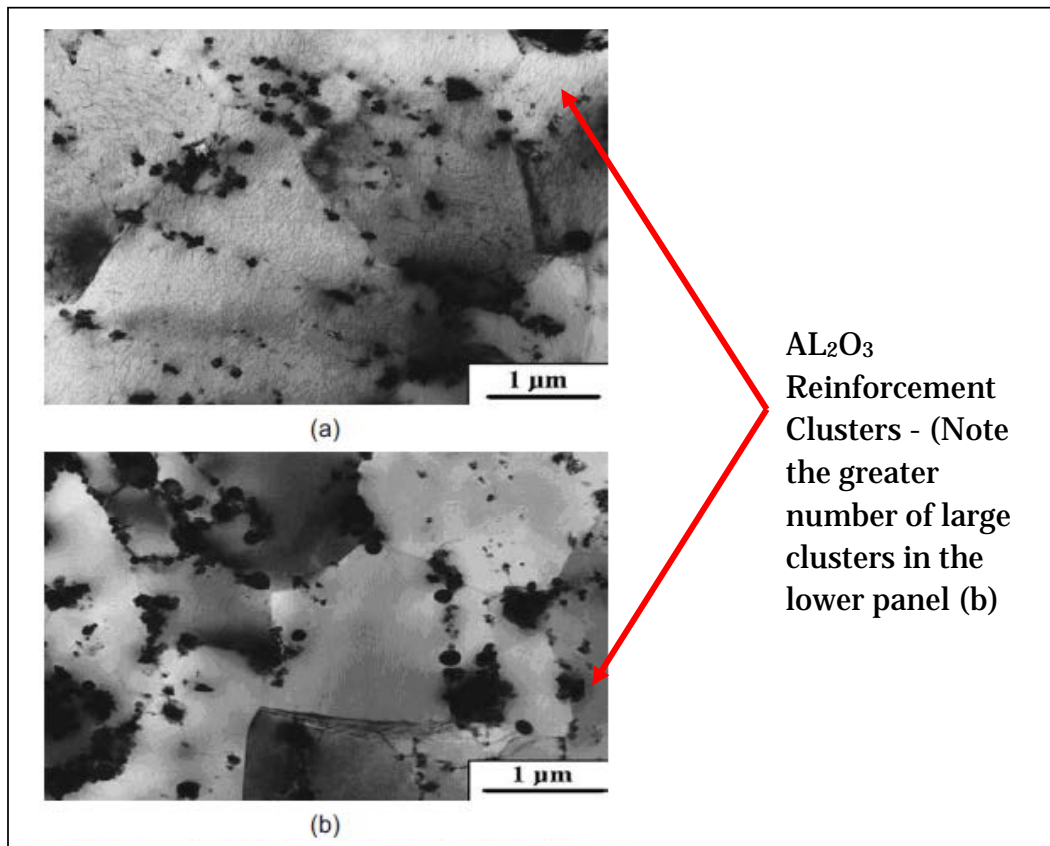 1 µm
(a)
AL₂O₃
Reinforcement
Clusters - (Note
the greater
number of large
clusters in the
lower panel (b)
1 µm
(b)